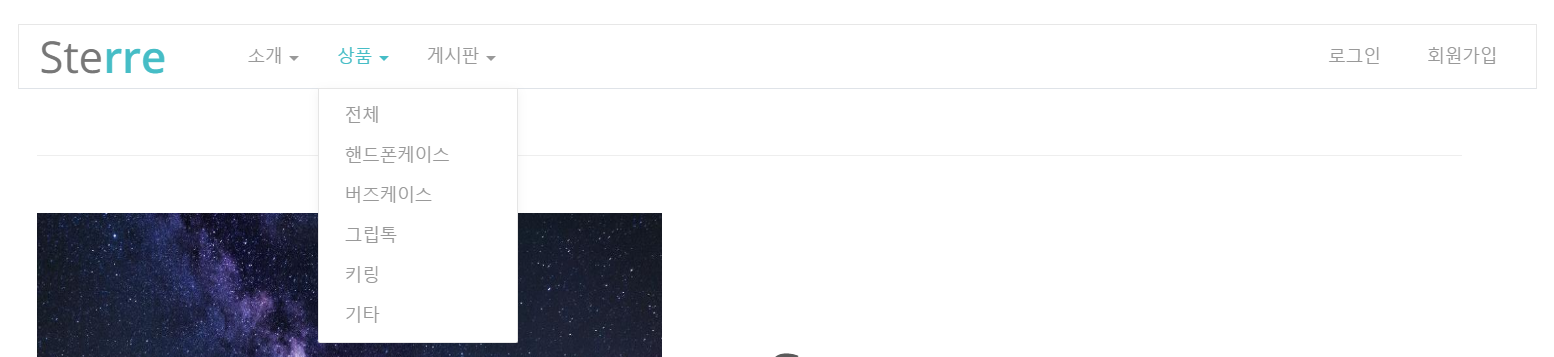 Sterre 소개 상품 게시판 로그인 회원가입
전체
핸드폰케이스
버즈케이스
그립톡
키링
기타